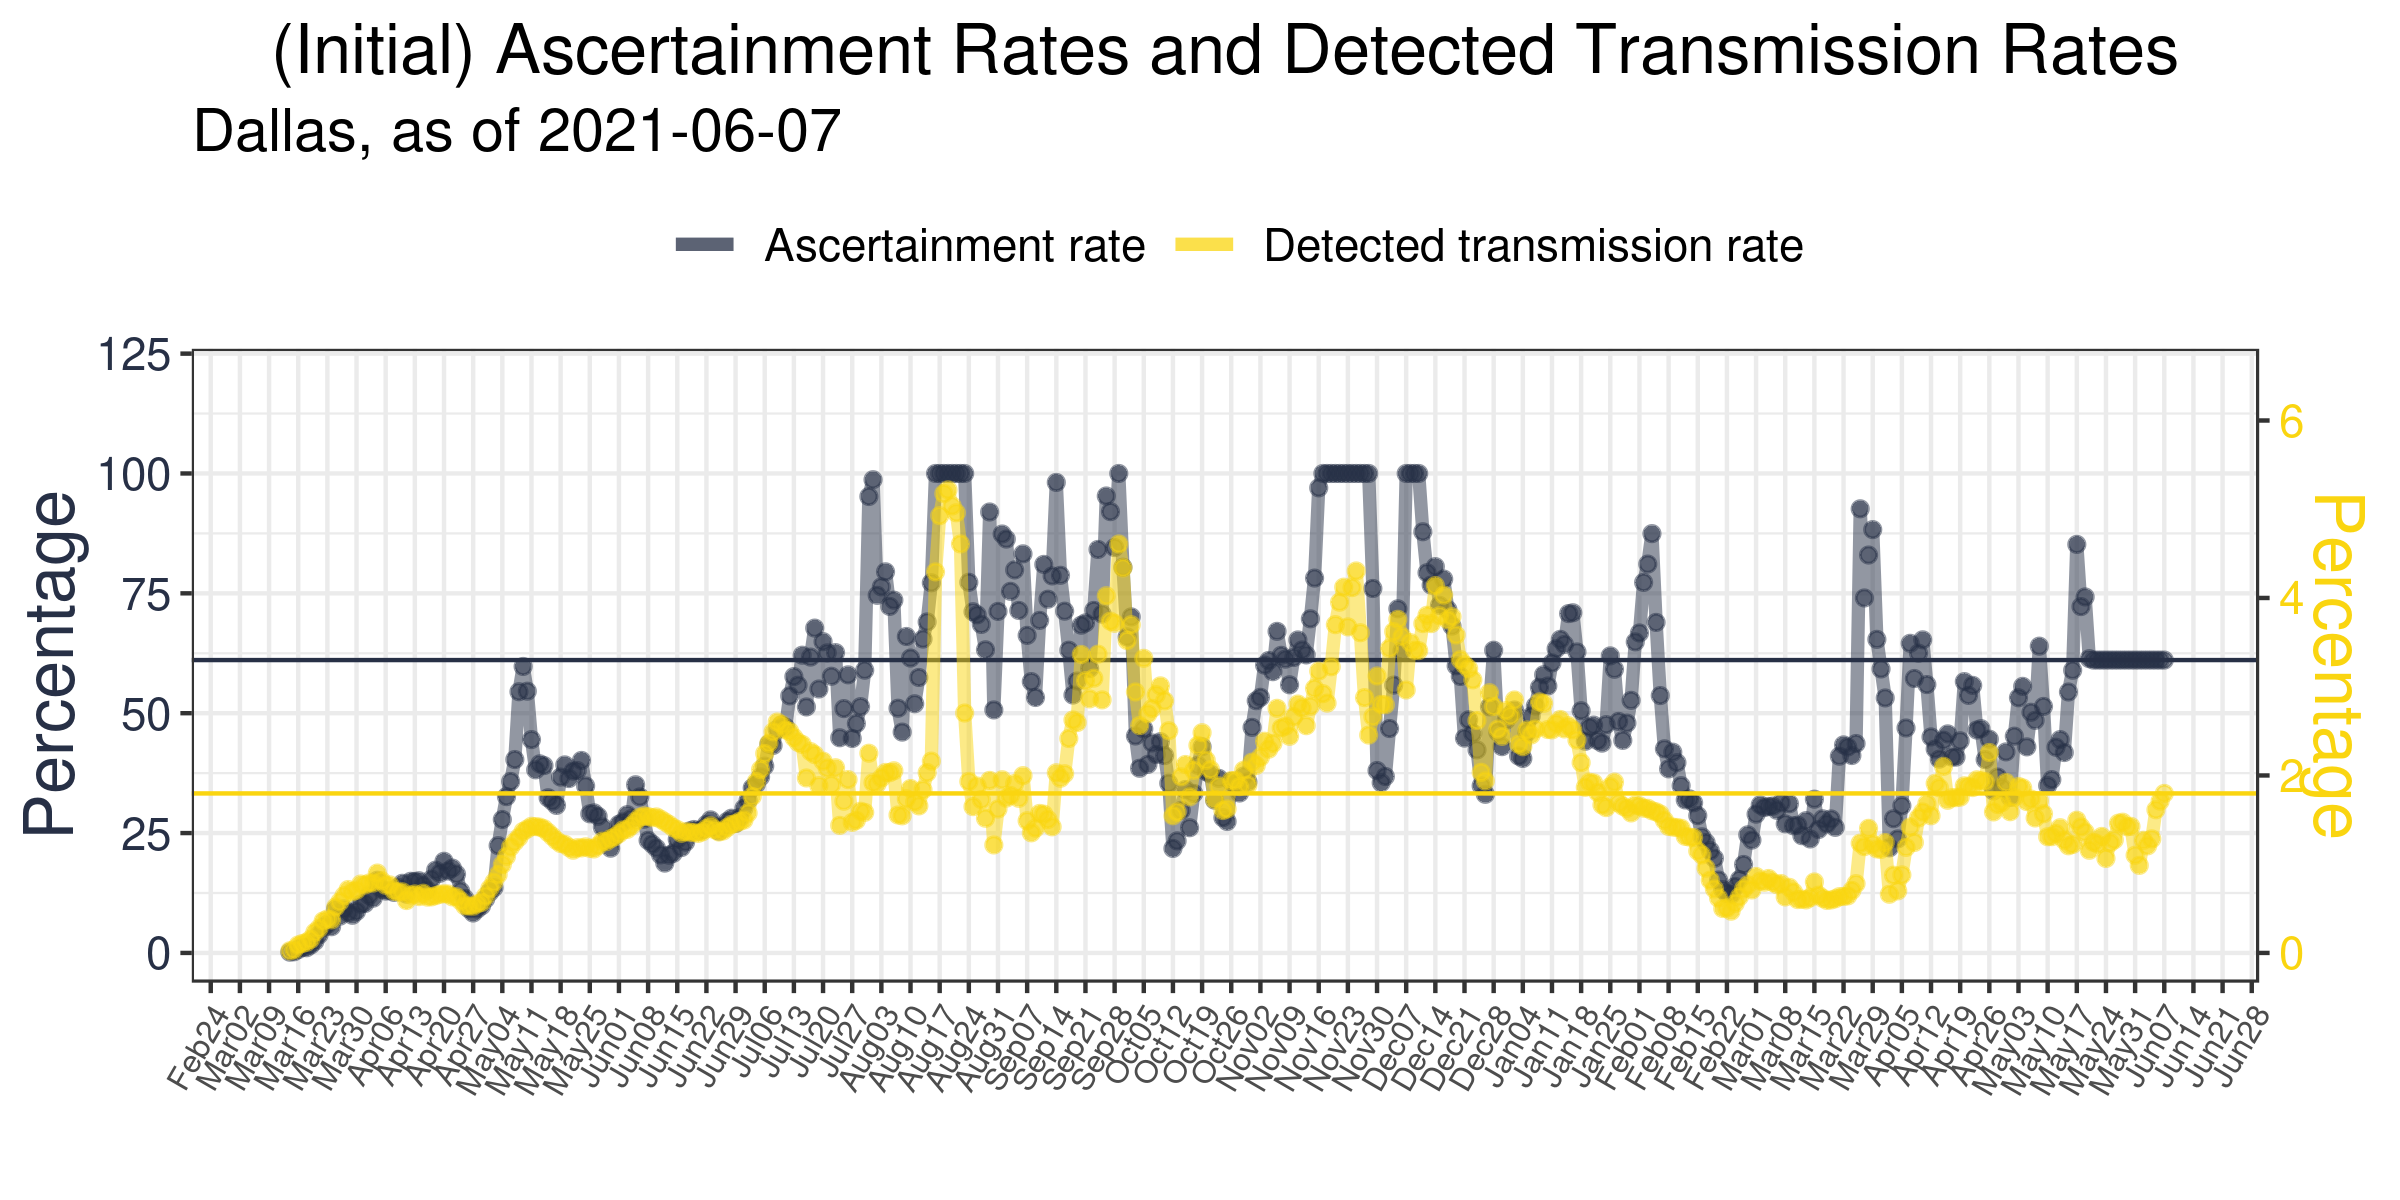 (Initial) Ascertainment Rates and Detected Transmission Rates
Dallas, as of 2021-06-07
Ascertainment rate
Detected transmission rate
125
100
75
50
25
0
Percentage
6
4
2
0
Percentage
Feb24
Mar02
Mar09
Mar16
Mar23
Mar30
Apr06
Apr13
Apr20
Apr27
May04
May11
May18
May25
Jun01
Jun08
Jun15
Jun22
Jun29
Jul06
Jul13
Jul20
Jul27
Aug03
Aug10
Aug17
Aug24
Aug31
Sep07
Sep14
Sep21
Sep28
Oct05
Oct12
Oct19
Oct26
Nov02
Nov09
Nov16
Nov23
Nov30
Dec07
Dec14
Dec21
Dec28
Jan04
Jan11
Jan18
Jan25
Feb01
Feb08
Feb15
Feb22
Mar01
Mar08
Mar15
Mar22
Mar29
Apr05
Apr12
Apr19
Apr26
May03
May10
May17
May24
May31
Jun07
Jun14
Jun21
Jun28